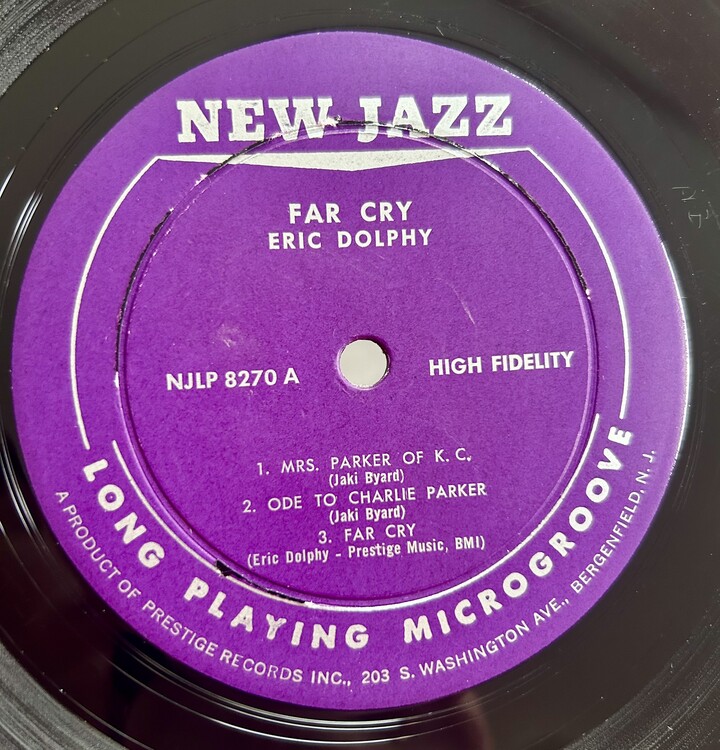 NEW JAZZ
FAR CRY
ERIC DOLPHY
NJLP 8270 A
HIGH FIDELITY
1. MRS. PARKER OF K. C.
(Jaki Byard)
2. ODE TO CHARLIE PARKER
(Jaki Byard)
3. FAR CRY
(Eric Dolphy - Prestige Music, BMI)
LONG PLAYING MICROGROOVE
A PRODUCT OF PRESTIGE RECORDS INC., 203 S. WASHINGTON AVE., BERGENFIELD, N. J.